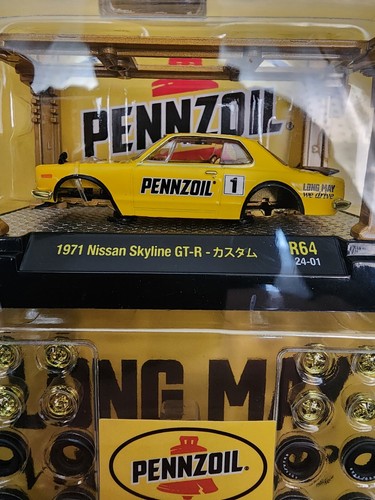 PENNZOIL®
PENNZOIL®
1
LONG MAY
we drive
1971 Nissan Skyline GT-R - カスタム
R64
24-01
LONG MAY
PENNZOIL®